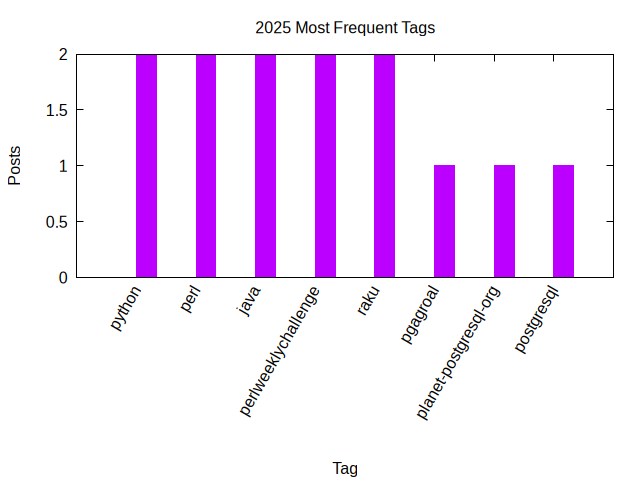 2025 Most Frequent Tags
2
1.5
1
0.5
0
Posts
python
perl
java
perlweeklychallenge
raku
pgagroal
planet-postgresql-org
postgresql
Tag